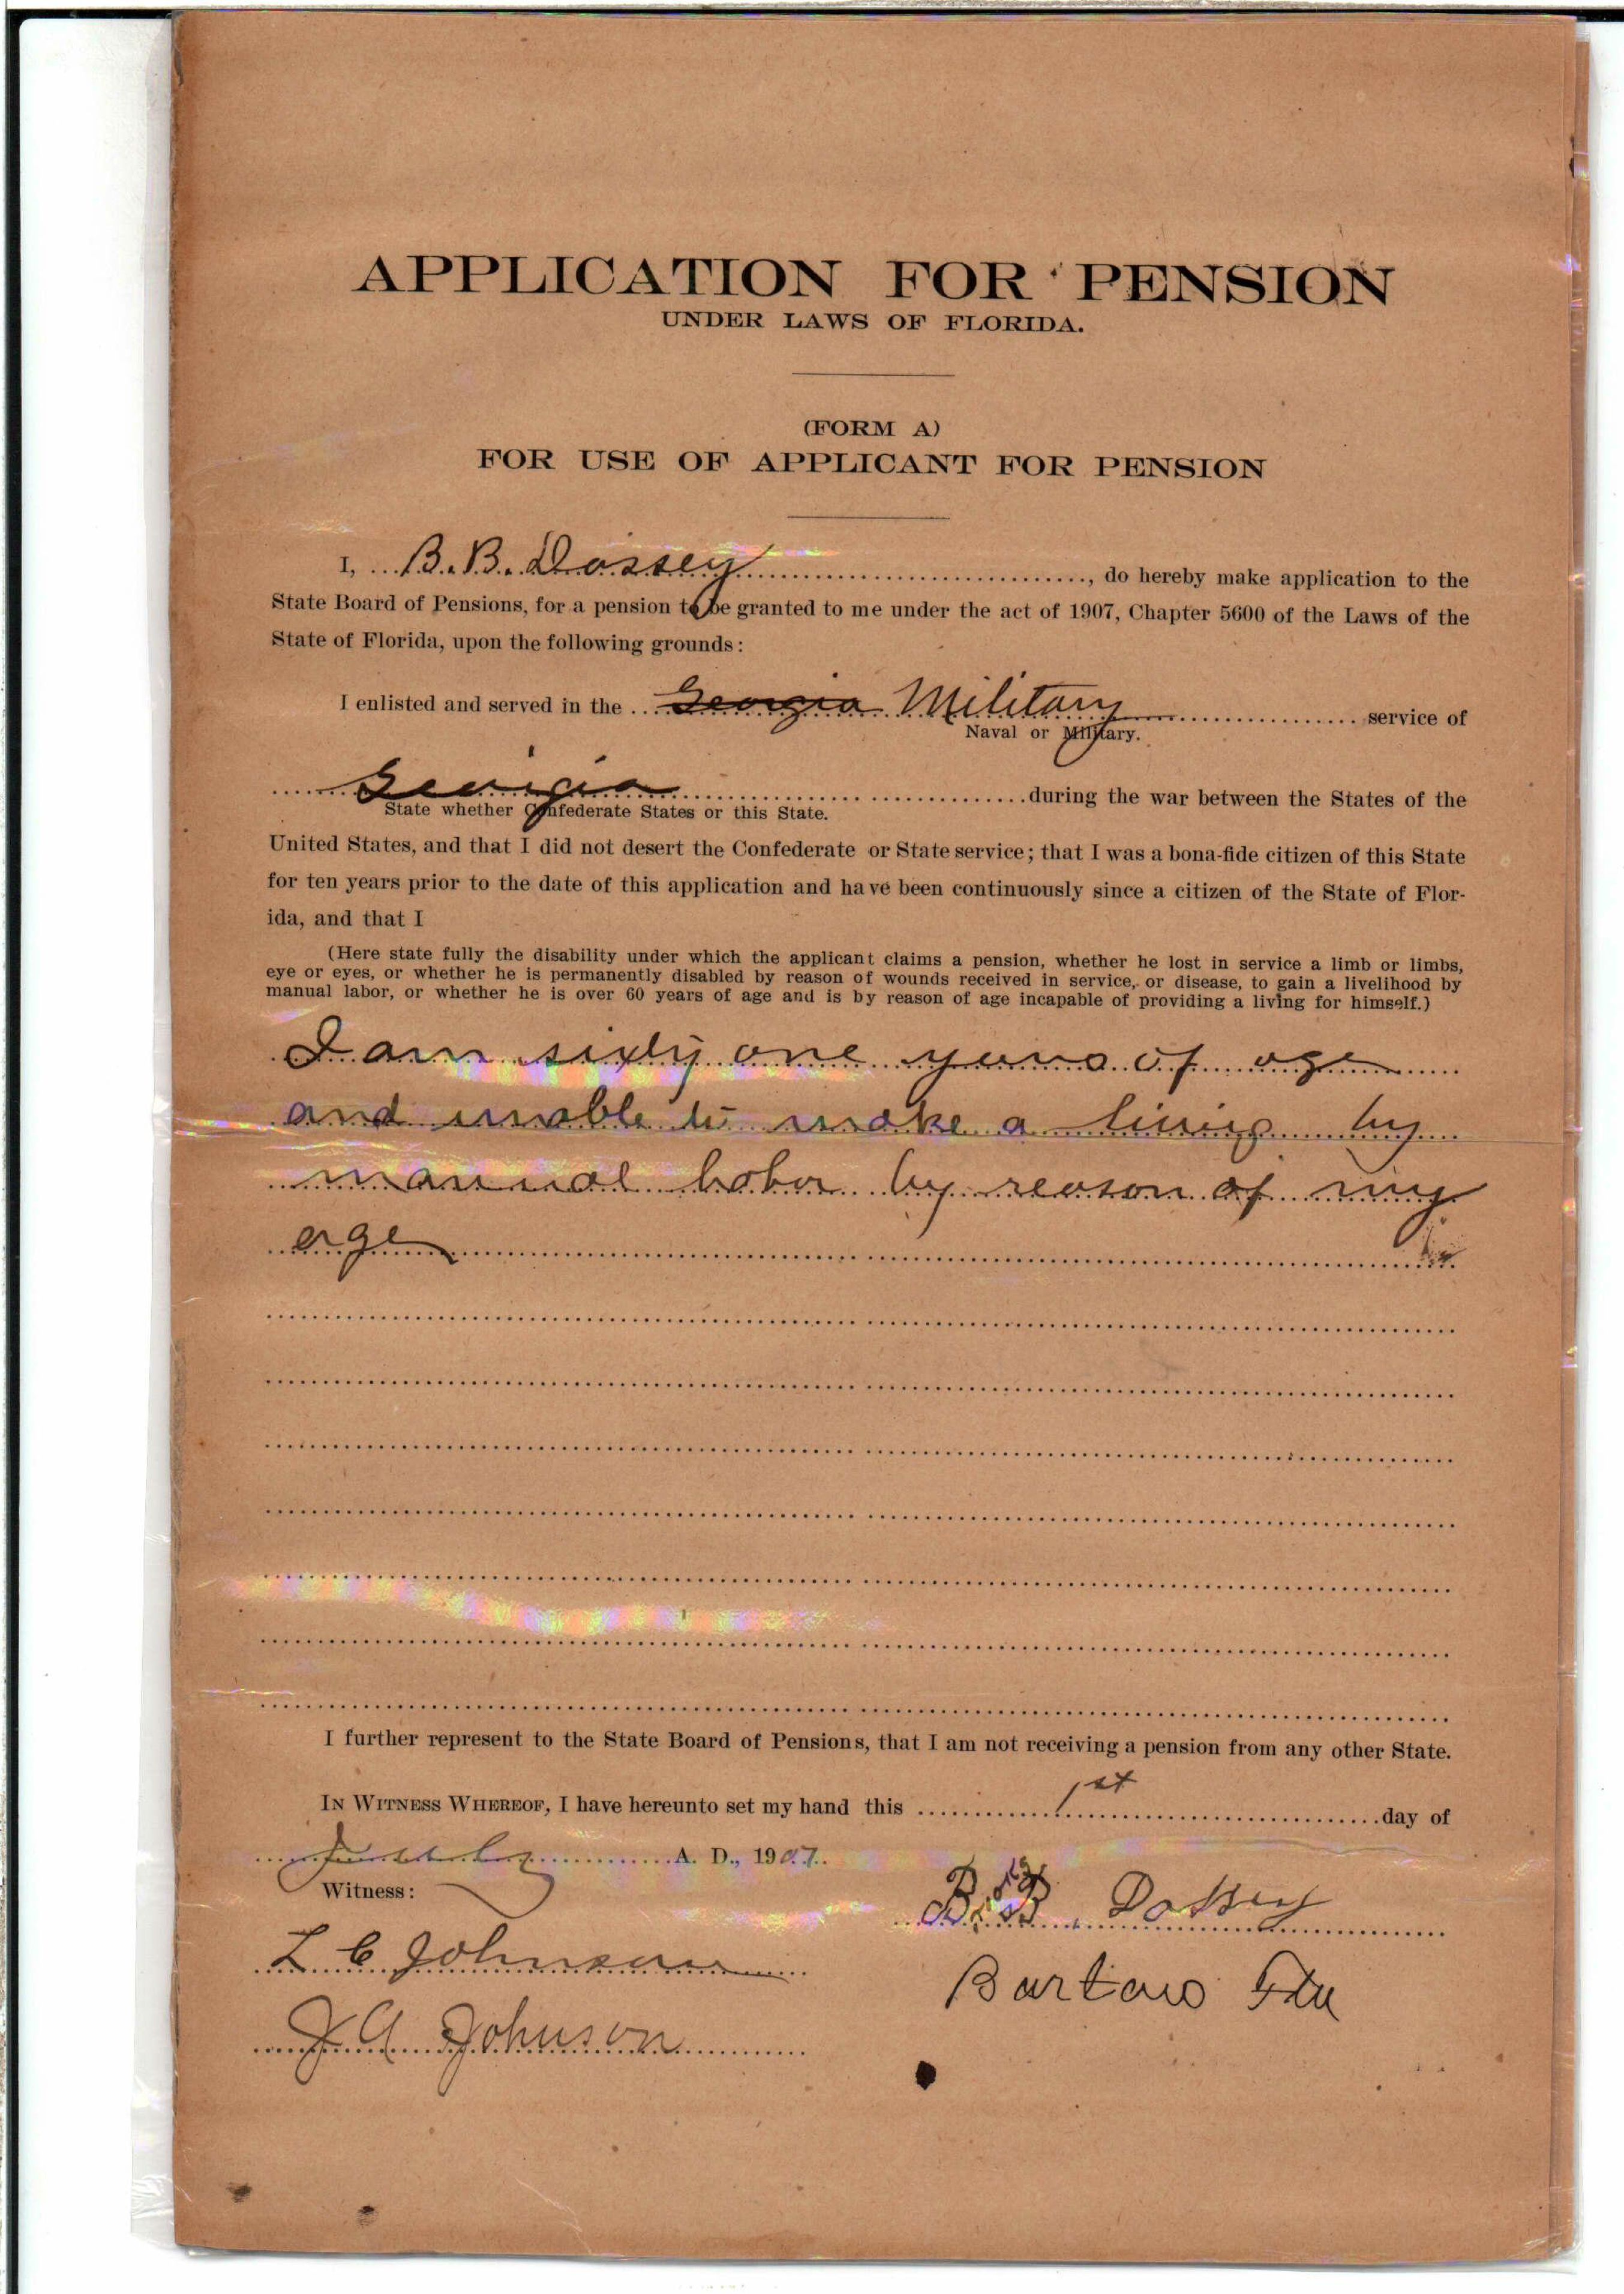 APPLICATION FOR PENSION
UNDER LAWS OF FLORIDA.
(FORM A)
FOR USE OF APPLICANT FOR PENSION
I, B. B. Dossey, do hereby make application to the
State Board of Pensions, for a pension to be granted to me under the act of 1907, Chapter 5600 of the Laws of the
State of Florida, upon the following grounds:
I enlisted and served in the Georgia Military service of
Naval or Military.
Georgia during the war between the States of the
State whether Confederate States or this State.
United States, and that I did not desert the Confederate or State service; that I was a bona-fide citizen of this State
for ten years prior to the date of this application and have been continuously since a citizen of the State of Flor-
ida, and that I
(Here state fully the disability under which the applicant claims a pension, whether he lost in service a limb or limbs,
eye or eyes, or whether he is permanently disabled by reason of wounds received in service, or disease, to gain a livelihood by
manual labor, or whether he is over 60 years of age and is by reason of age incapable of providing a living for himself.)
I am sixty one years of age
and unable to make a living by
manual labor by reason of my
age
I further represent to the State Board of Pensions, that I am not receiving a pension from any other State.
IN WITNESS WHEREOF, I have hereunto set my hand this 1st day of
A. D., 1907.
Witness:
B. B. Dossey
L C Johnson
Bartow Fla
J. A. Johnson